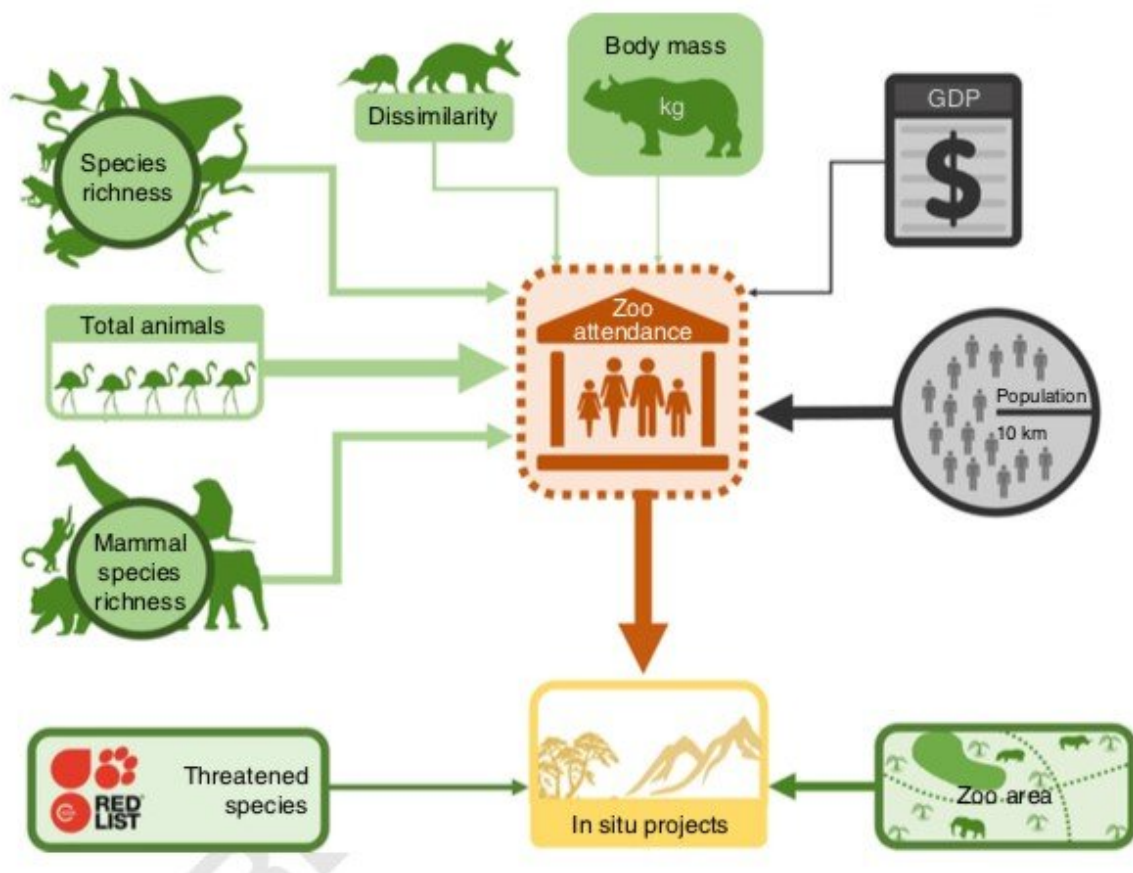 Body mass
kg
Dissimilarity
GDP
$
Species
richness
Total animals
Zoo
attendance
Population
10 km
Mammal
species
richness
RED
LIST
Threatened
species
In situ projects
Zoo area